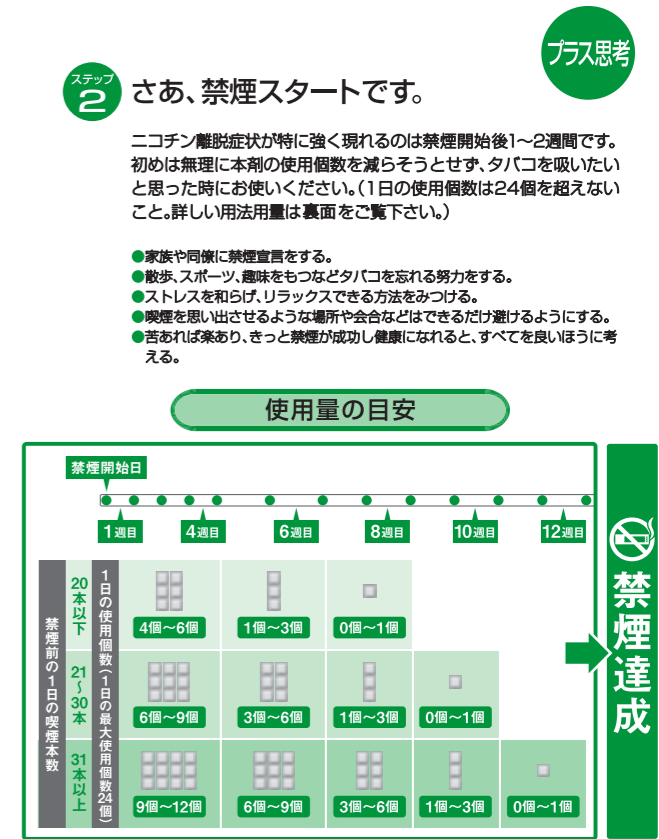 プラス思考
ステップ
2
さあ、禁煙スタートです。
ニコチン離脱症状が特に強く現れるのは禁煙開始後1〜2週間です。
初めは無理に本剤の使用個数を減らそうとせず、タバコを吸いたい
と思った時にお使いください。(1日の使用個数は24個を超えない
こと。詳しい用法用量は裏面をご覧下さい。)
●家族や同僚に禁煙宣言をする。
●散歩、スポーツ、趣味をもつなどタバコを忘れる努力をする。
●ストレスを和らげ、リラックスできる方法をみつける。
●喫煙を思い出させるような場所や会合などはできるだけ避けるようにする。
●苦あれば楽あり、きっと禁煙が成功し健康になれると、すべてを良いほうに考
える。
使用量の目安
禁煙開始日
1週目 4週目 6週目 8週目 10週目 12週目
禁煙前の1日の喫煙本数
1日の使用個数(1日の最大使用個数24個)
20本以下
4個〜6個 1個〜3個 0個〜1個
21〜30本
6個〜9個 3個〜6個 1個〜3個 0個〜1個
31本以上
9個〜12個 6個〜9個 3個〜6個 1個〜3個 0個〜1個
禁煙達成